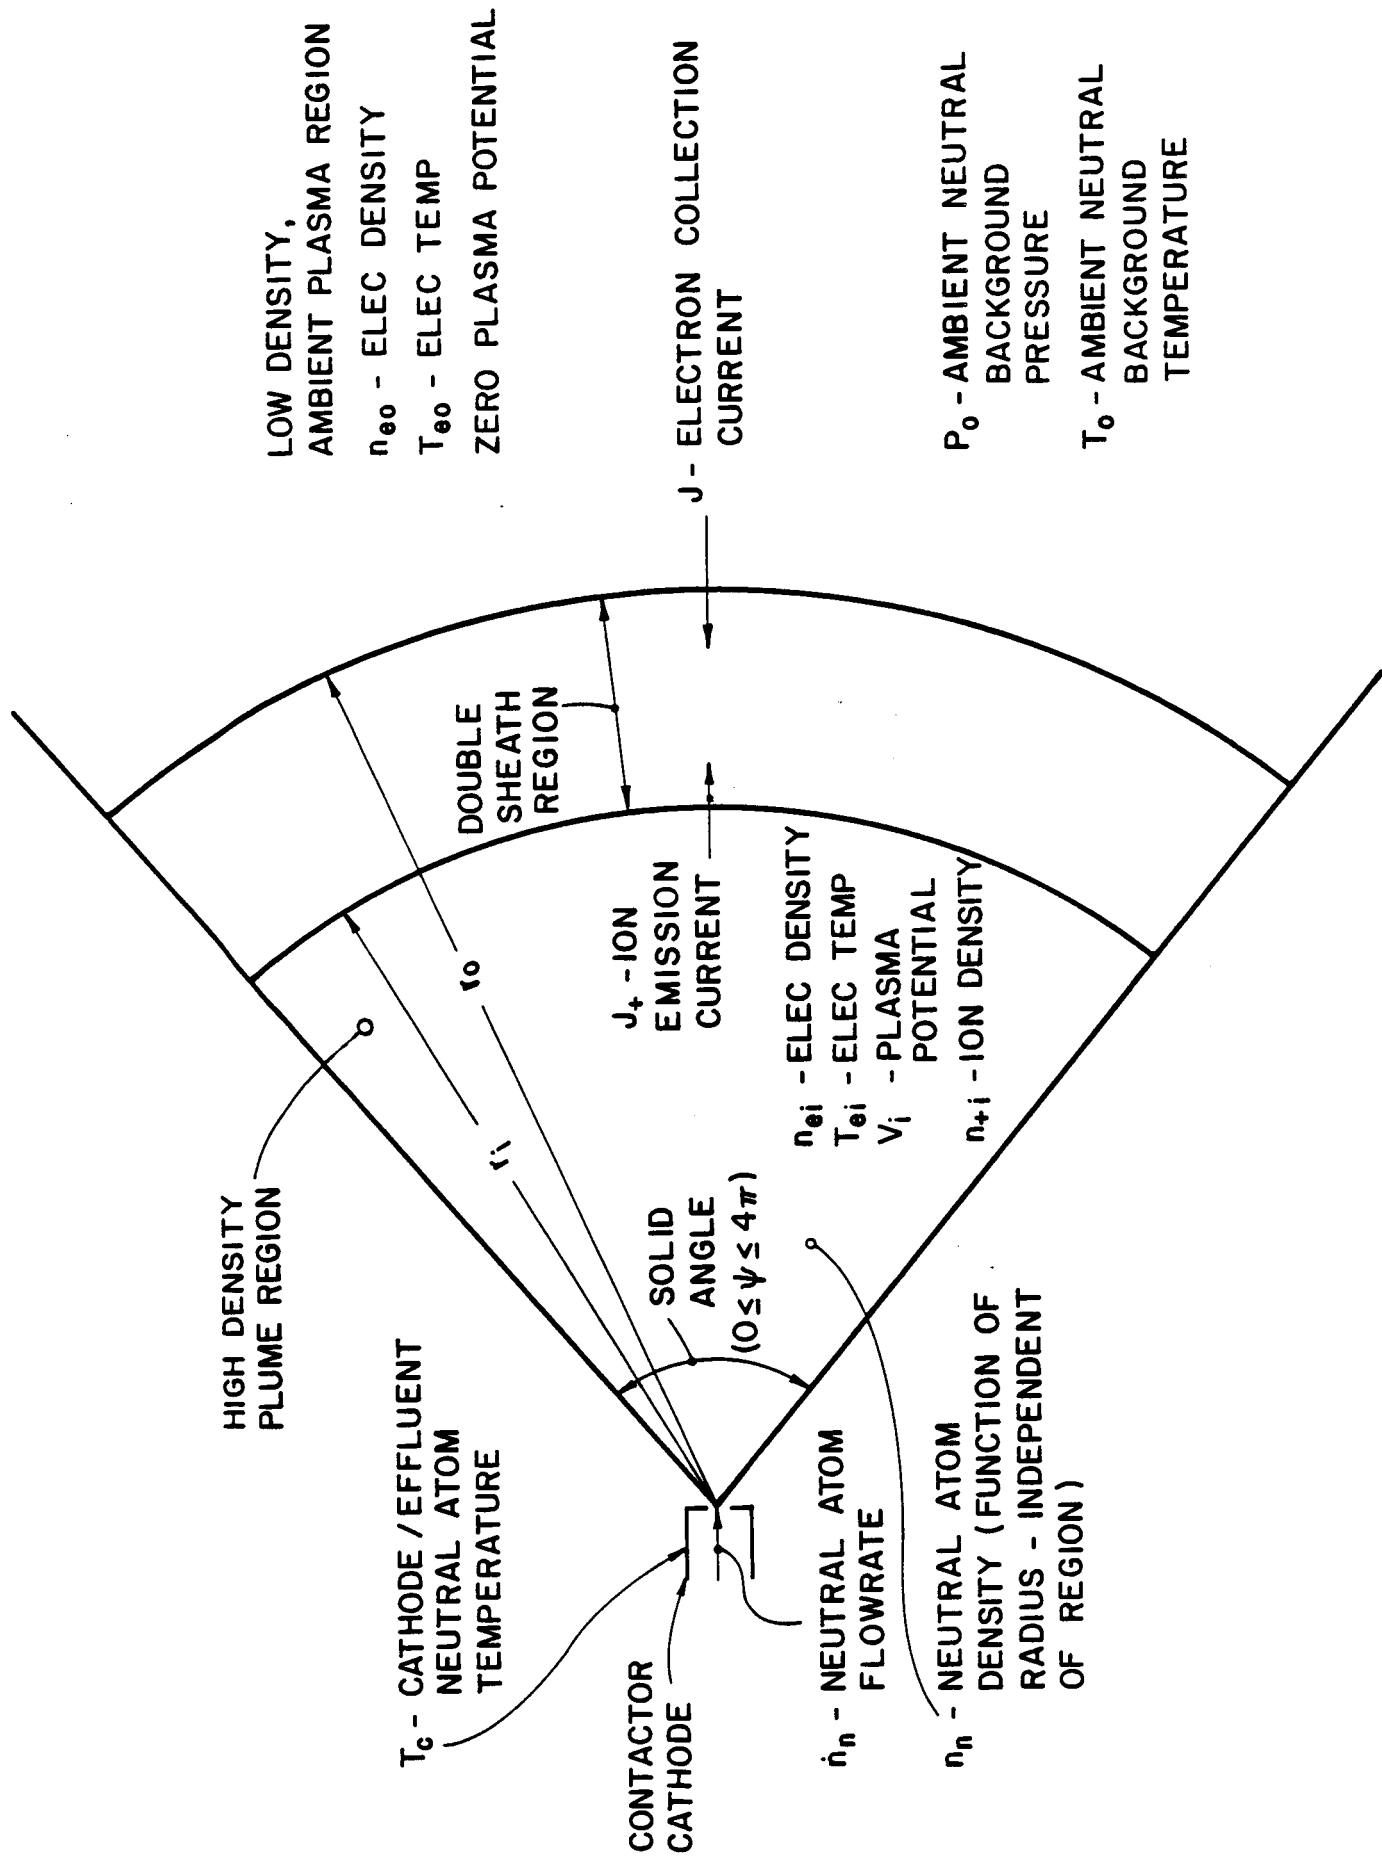 LOW DENSITY,
AMBIENT PLASMA REGION
nₑₒ - ELEC DENSITY
Tₑₒ - ELEC TEMP
ZERO PLASMA POTENTIAL
J - ELECTRON COLLECTION
CURRENT
Pₒ - AMBIENT NEUTRAL
BACKGROUND
PRESSURE
Tₒ - AMBIENT NEUTRAL
BACKGROUND
TEMPERATURE
DOUBLE
SHEATH
REGION
HIGH DENSITY
PLUME REGION
rᵢ
rₒ
J₊ - ION
EMISSION
CURRENT
nₑᵢ - ELEC DENSITY
Tₑᵢ - ELEC TEMP
Vᵢ - PLASMA
POTENTIAL
n₊ᵢ - ION DENSITY
SOLID
ANGLE
(0 ≤ ψ ≤ 4π)
T꜀ - CATHODE / EFFLUENT
NEUTRAL ATOM
TEMPERATURE
CONTACTOR
CATHODE
ṅₙ - NEUTRAL ATOM
FLOWRATE
nₙ - NEUTRAL ATOM
DENSITY (FUNCTION OF
RADIUS - INDEPENDENT
OF REGION)